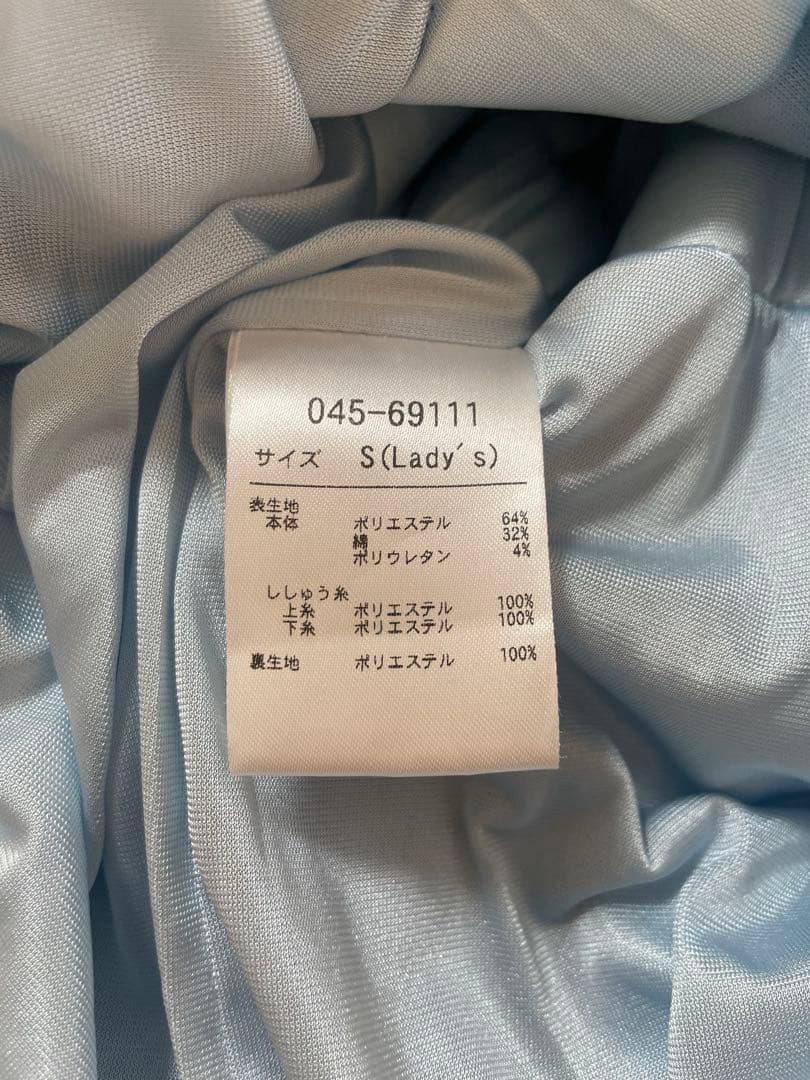 045-69111
サイズ S(Lady's)
表生地
本体 ポリエステル 64%
綿 32%
ポリウレタン 4%
ししゅう糸
上糸 ポリエステル 100%
下糸 ポリエステル 100%
裏生地 ポリエステル 100%